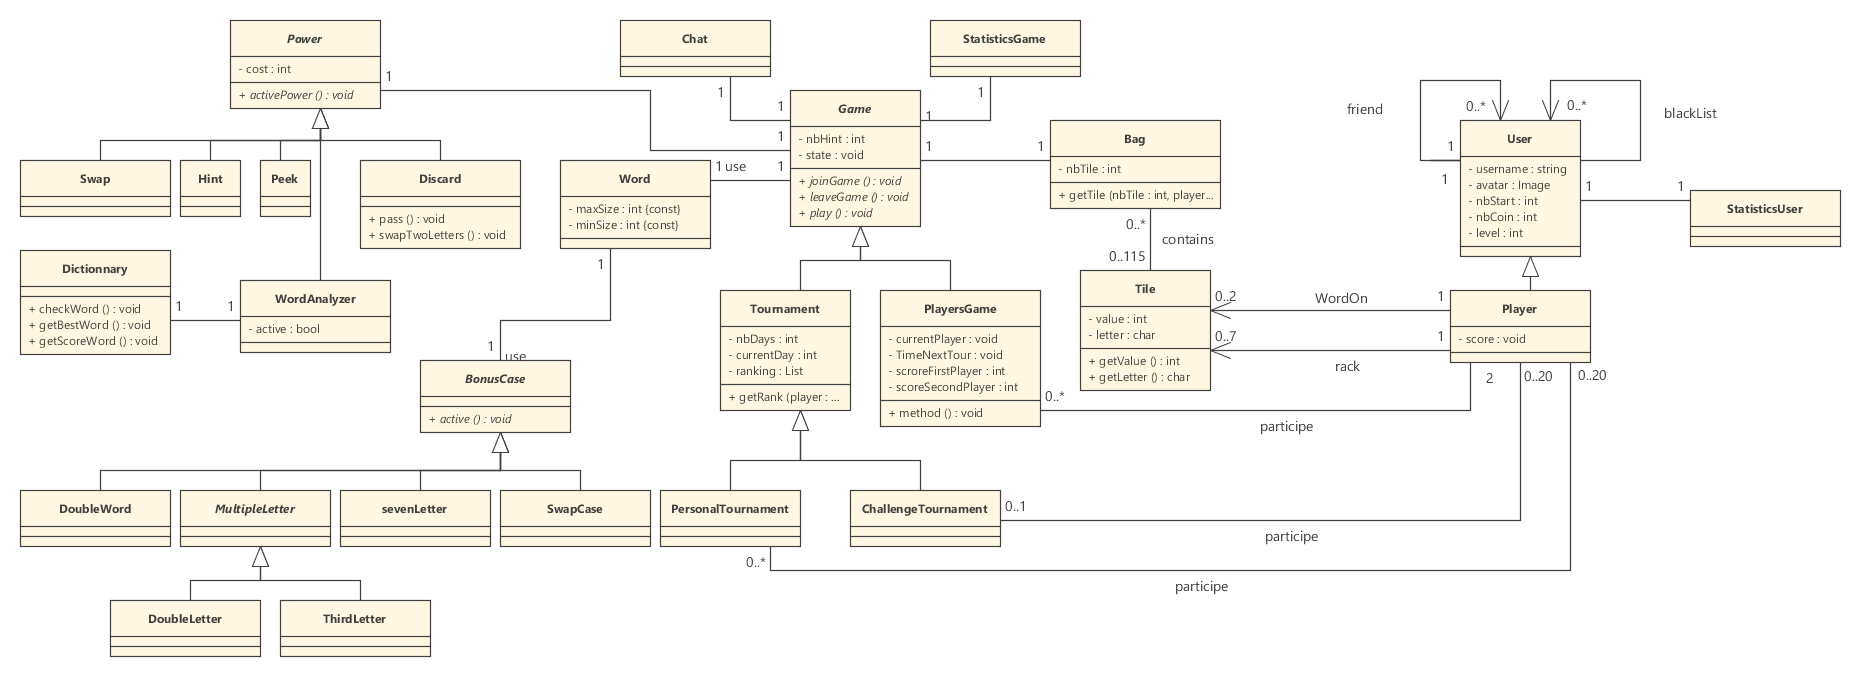 Power
- cost : int
+ activePower () : void
1
Chat
1
StatisticsGame
1
Game
- nbHint : int
- state : void
+ joinGame () : void
+ leaveGame () : void
+ play () : void
1
1
1
1
1
Swap
Hint
Peek
Discard
+ pass () : void
+ swapTwoLetters () : void
Word
- maxSize : int {const}
- minSize : int {const}
1 use
1
Bag
- nbTile : int
+ getTile (nbTile : int, player...
1
0..*
contains
0..115
friend
0..*
0..*
blackList
User
- username : string
- avatar : Image
- nbStart : int
- nbCoin : int
- level : int
1
1
1
1
StatisticsUser
Dictionnary
+ checkWord () : void
+ getBestWord () : void
+ getScoreWord () : void
1
1
WordAnalyzer
- active : bool
Tournament
- nbDays : int
- currentDay : int
- ranking : List
+ getRank (player : ...
PlayersGame
- currentPlayer : void
- TimeNextTour : void
- scroreFirstPlayer : int
- scoreSecondPlayer : int
+ method () : void
Tile
- value : int
- letter : char
+ getValue () : int
+ getLetter () : char
0..2
WordOn
1
0..7
rack
1
Player
- score : void
2
0..20
0..20
0..*
participe
1
use
BonusCase
+ active () : void
DoubleWord
MultipleLetter
sevenLetter
SwapCase
PersonalTournament
ChallengeTournament
0..1
participe
0..*
participe
DoubleLetter
ThirdLetter